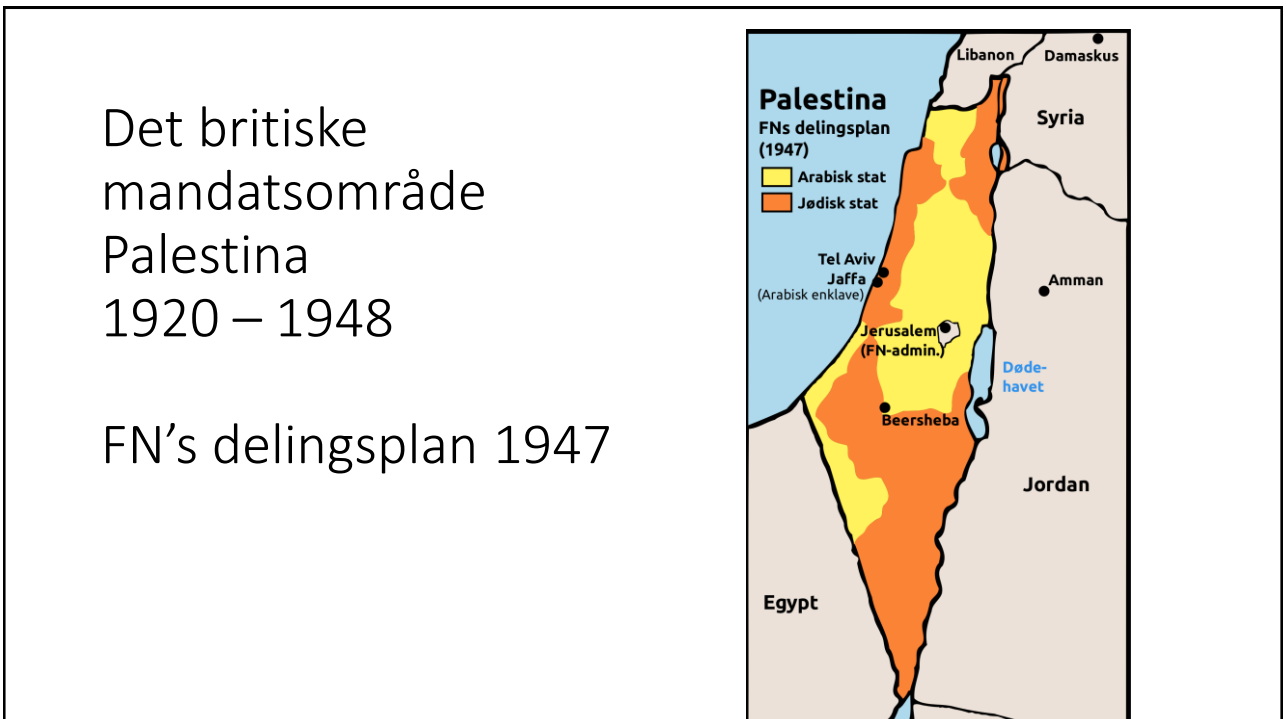 Det britiske
mandatsområde
Palestina
1920 – 1948
FN’s delingsplan 1947
Libanon
Damaskus
Palestina
FNs delingsplan
(1947)
Arabisk stat
Jødisk stat
Syria
Tel Aviv
Jaffa
(Arabisk enklave)
Amman
Jerusalem
(FN-admin.)
Døde-
havet
Beersheba
Jordan
Egypt